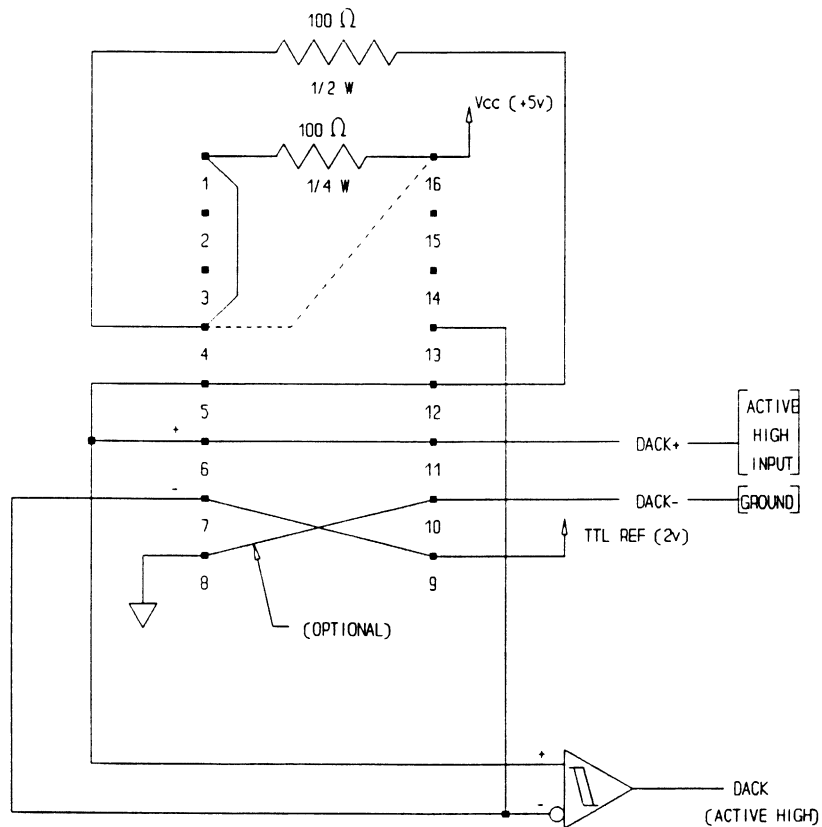 100 Ω
1/2 W
Vcc (+5v)
100 Ω
1/4 W
1
16
2
15
3
14
4
13
5
12
+
6
11
DACK+
ACTIVE
HIGH
INPUT
-
7
10
DACK-
GROUND
TTL REF (2v)
8
9
(OPTIONAL)
+
-
DACK
(ACTIVE HIGH)